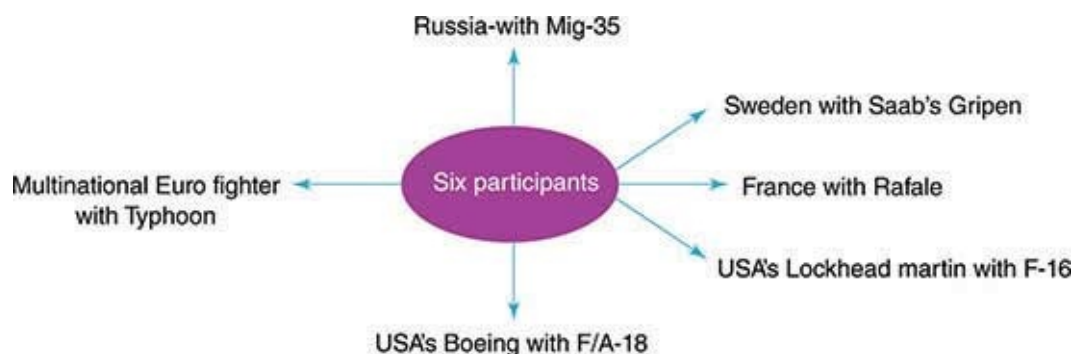 Russia-with Mig-35
Sweden with Saab's Gripen
Six participants
Multinational Euro fighter
with Typhoon
France with Rafale
USA's Lockhead martin with F-16
USA's Boeing with F/A-18